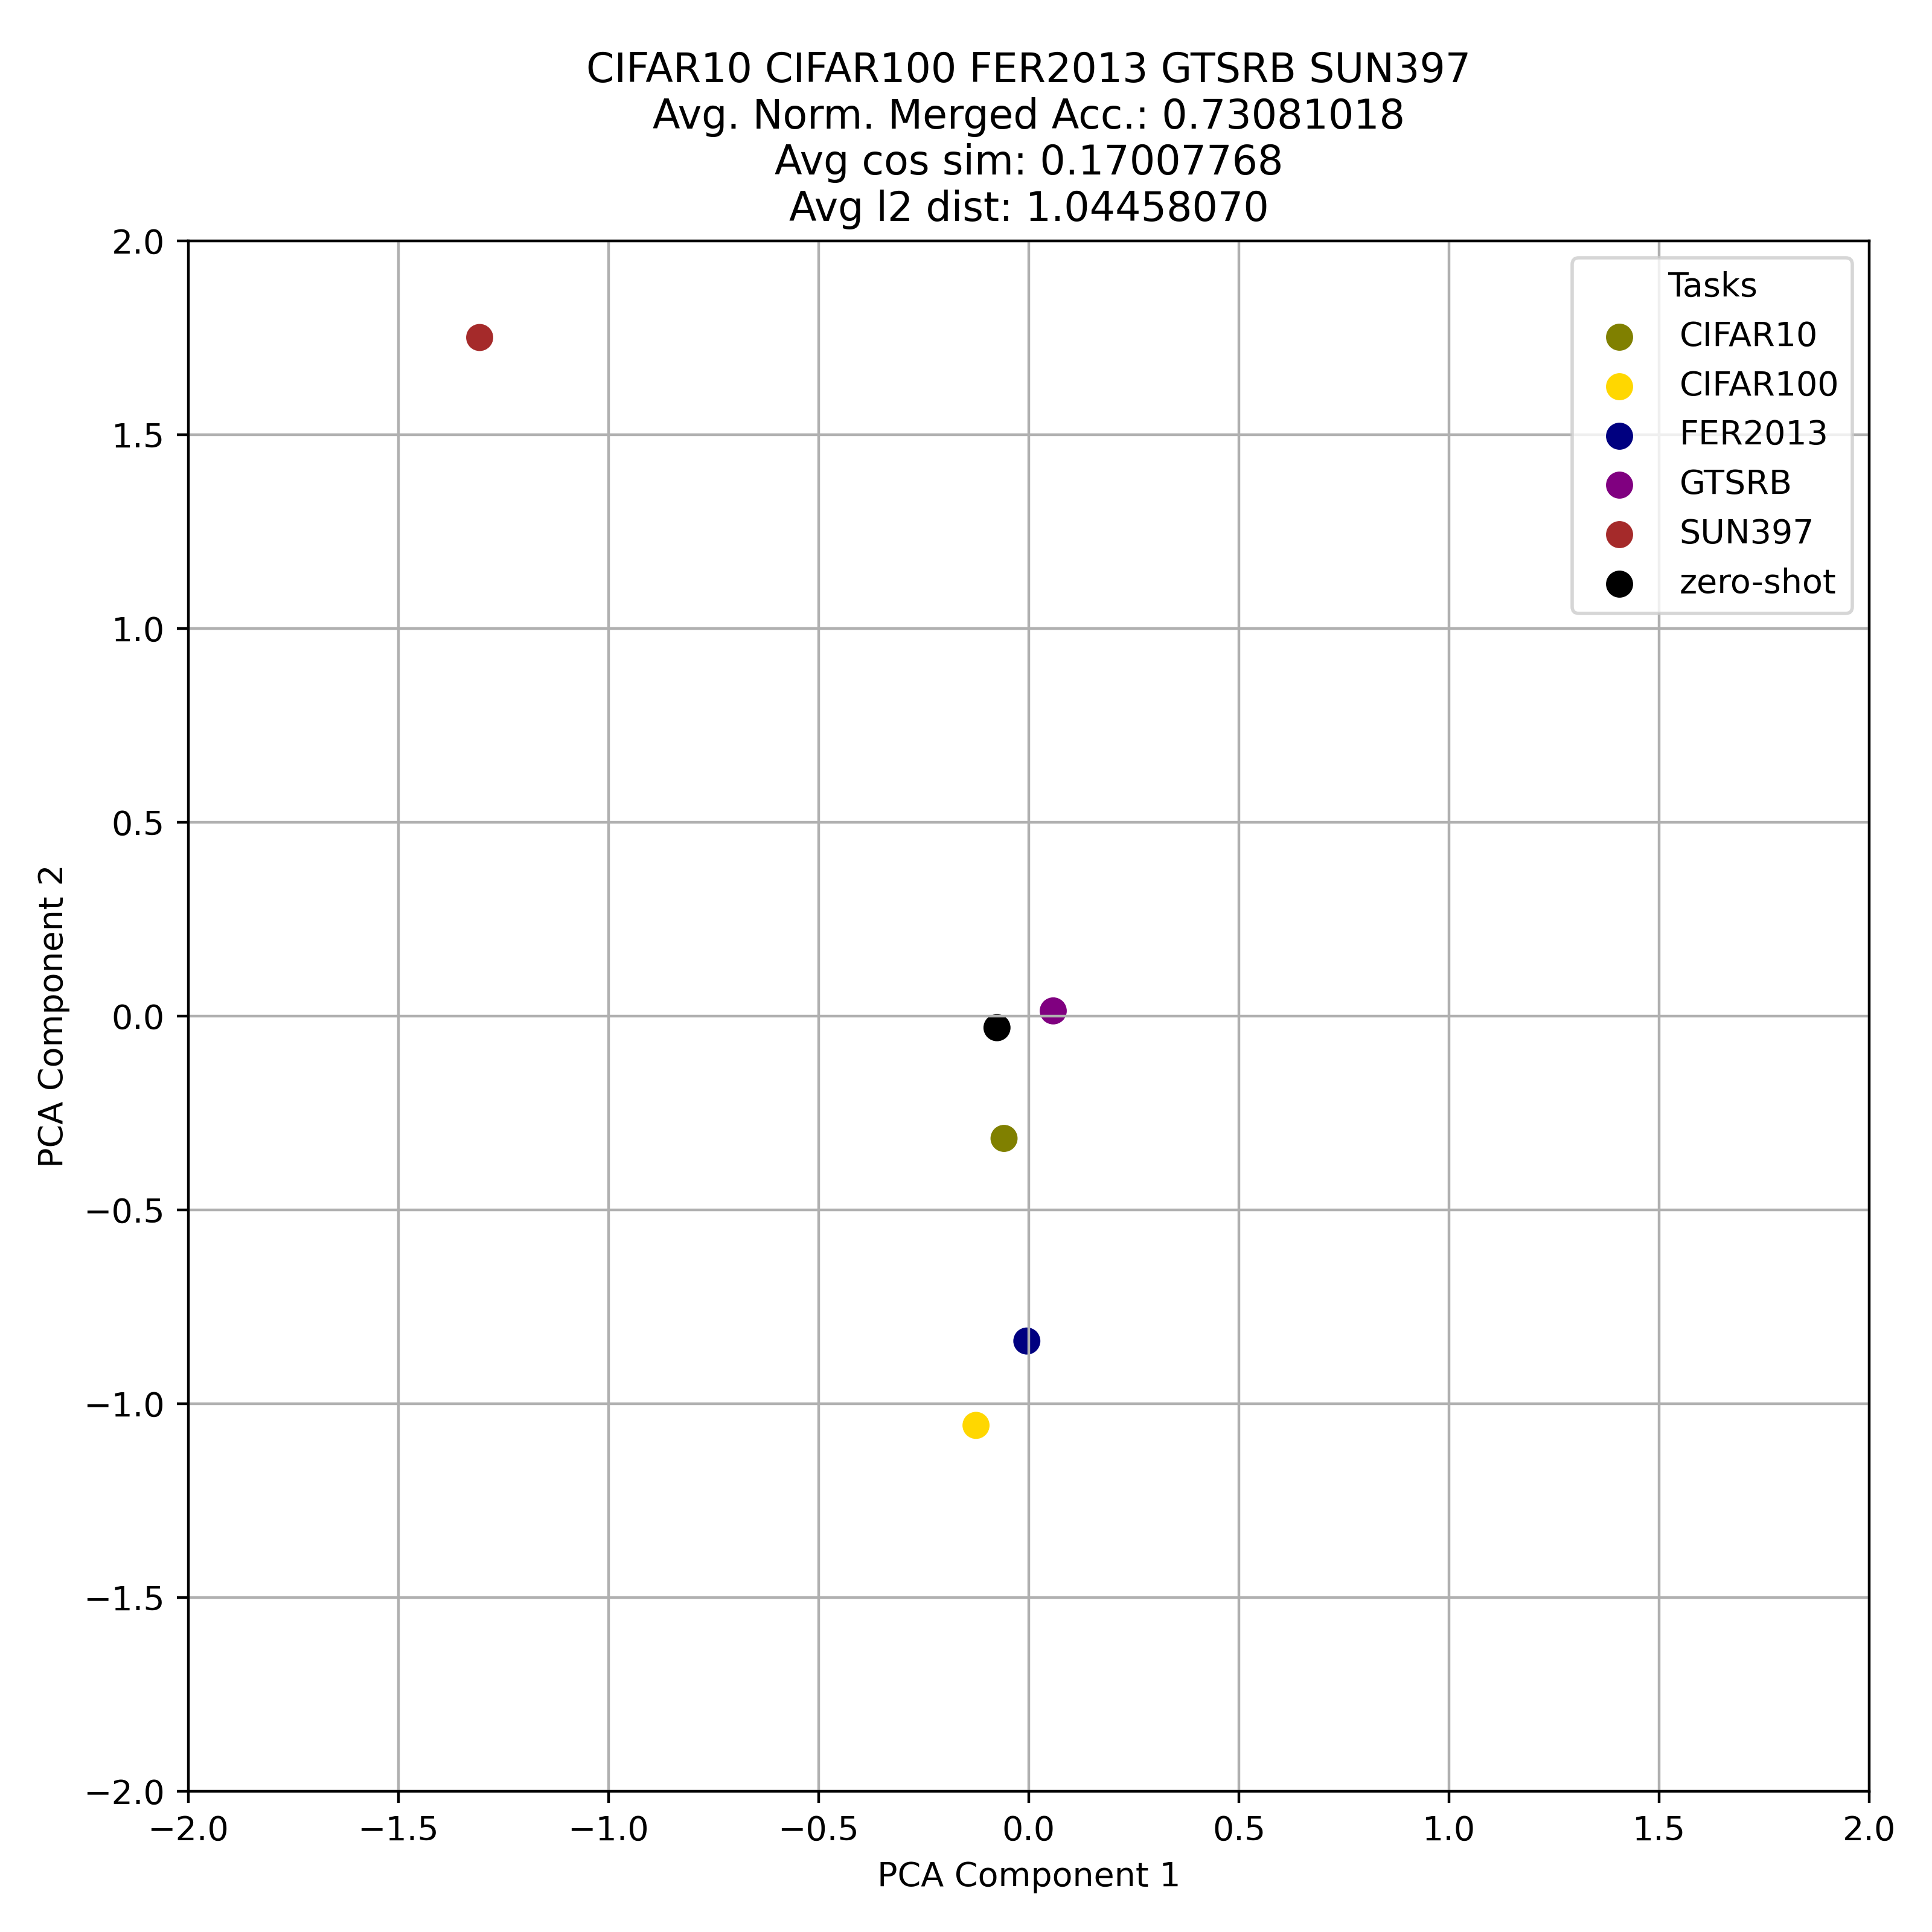 CIFAR10 CIFAR100 FER2013 GTSRB SUN397
Avg. Norm. Merged Acc.: 0.73081018
Avg cos sim: 0.17007768
Avg l2 dist: 1.04458070
Tasks
CIFAR10
CIFAR100
FER2013
GTSRB
SUN397
zero-shot
PCA Component 2
2.0
1.5
1.0
0.5
0.0
−0.5
−1.0
−1.5
−2.0
−2.0 −1.5 −1.0 −0.5 0.0 0.5 1.0 1.5 2.0
PCA Component 1